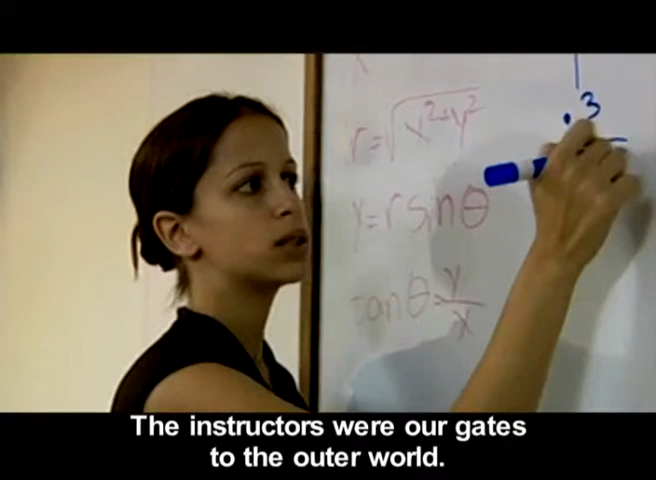 r=√x²+y²
.3
y=r sin θ
tan θ=y/x
The instructors were our gates
to the outer world.